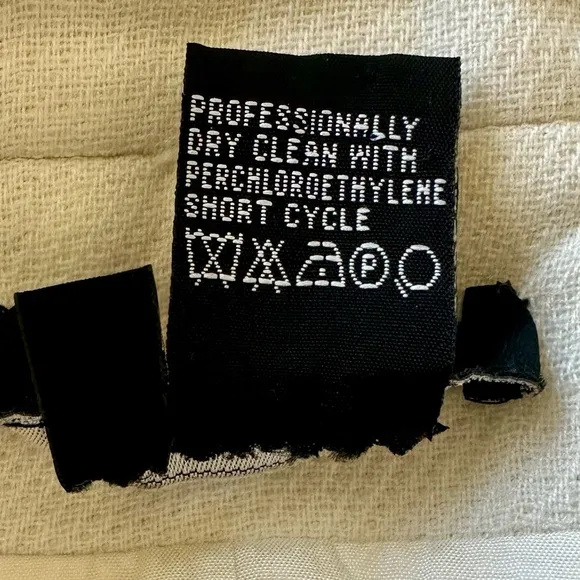 PROFESSIONALLY
DRY CLEAN WITH
PERCHLOROETHYLENE
SHORT CYCLE
P